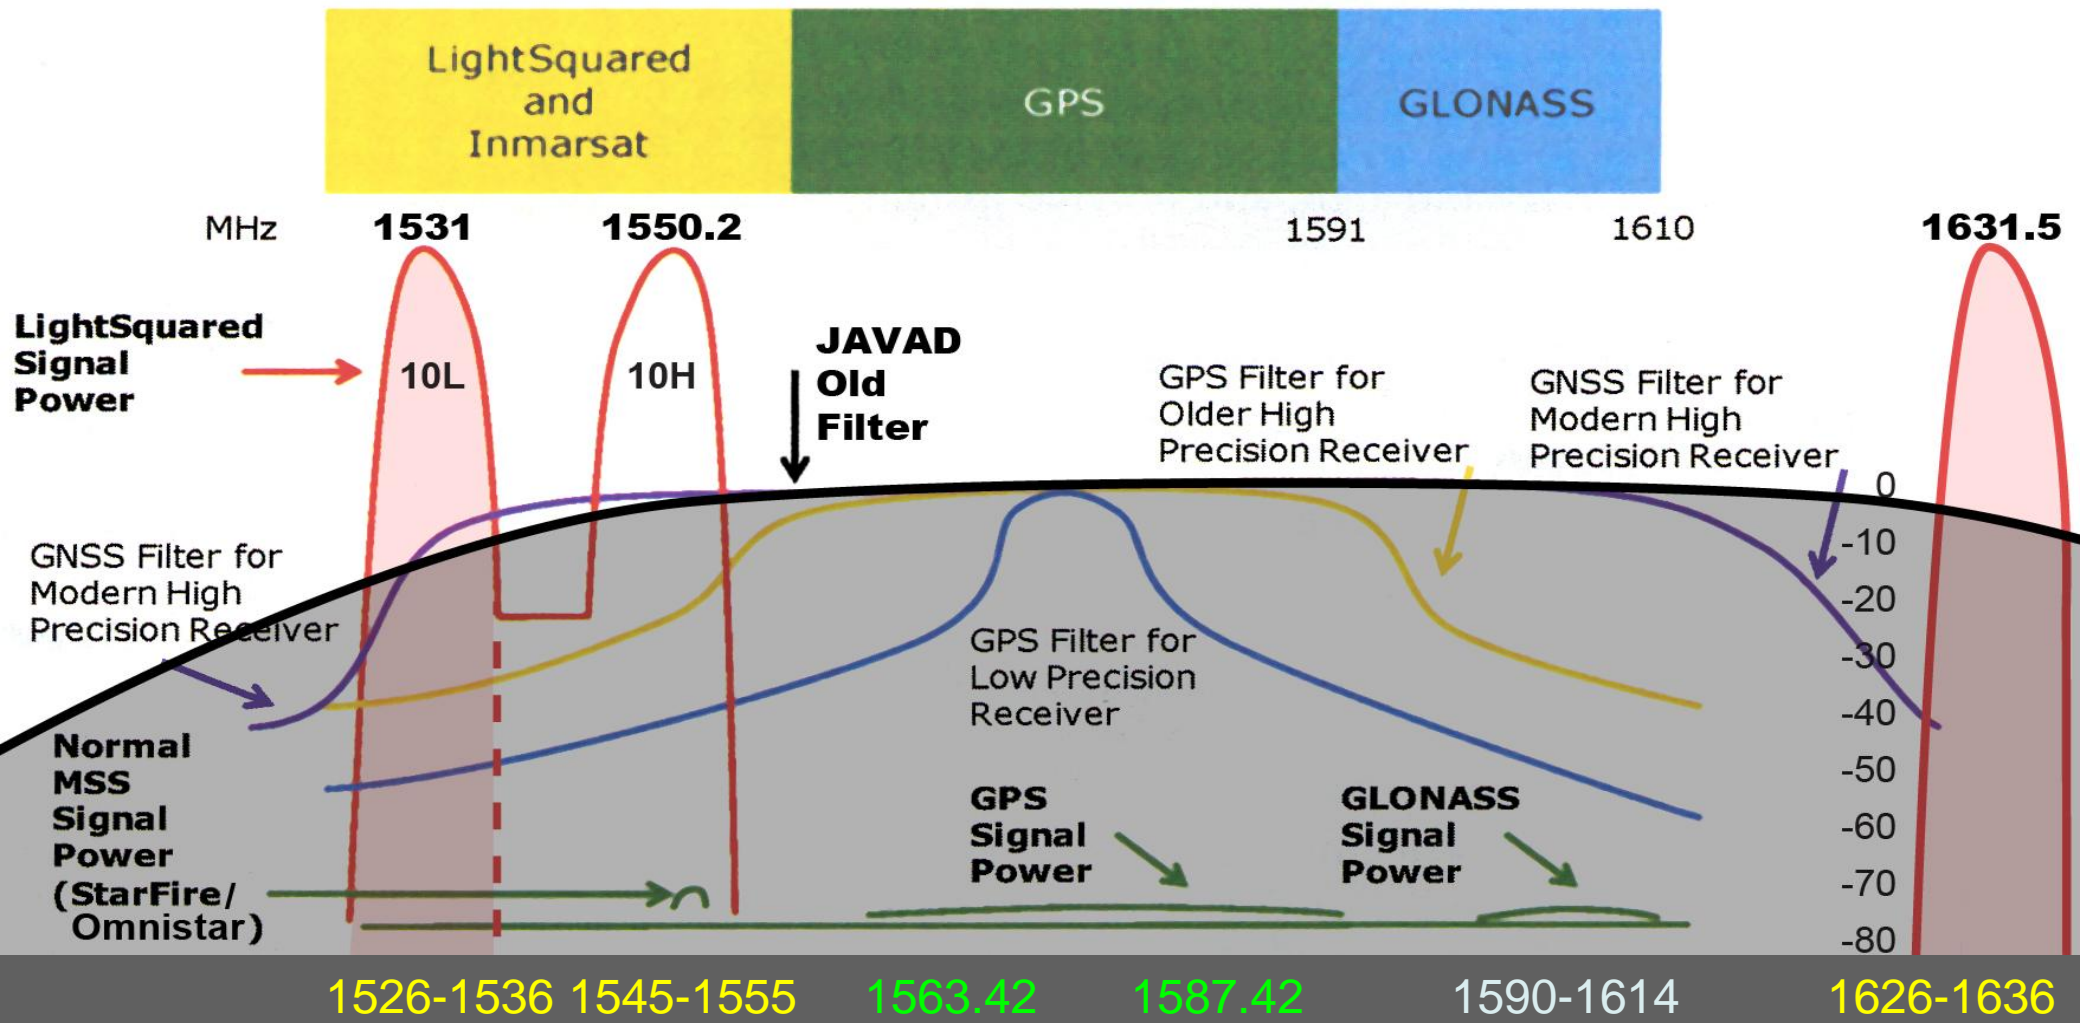 LightSquared
and
Inmarsat
GPS
GLONASS
MHz
1531
1550.2
1591
1610
1631.5
LightSquared
Signal
Power
10L
10H
JAVAD
Old
Filter
GPS Filter for
Older High
Precision Receiver
GNSS Filter for
Modern High
Precision Receiver
GNSS Filter for
Modern High
Precision Receiver
GPS Filter for
Low Precision
Receiver
0
-10
-20
-30
-40
-50
-60
-70
-80
Normal
MSS
Signal
Power
(StarFire/
Omnistar)
GPS
Signal
Power
GLONASS
Signal
Power
1526-1536 1545-1555 1563.42 1587.42 1590-1614 1626-1636